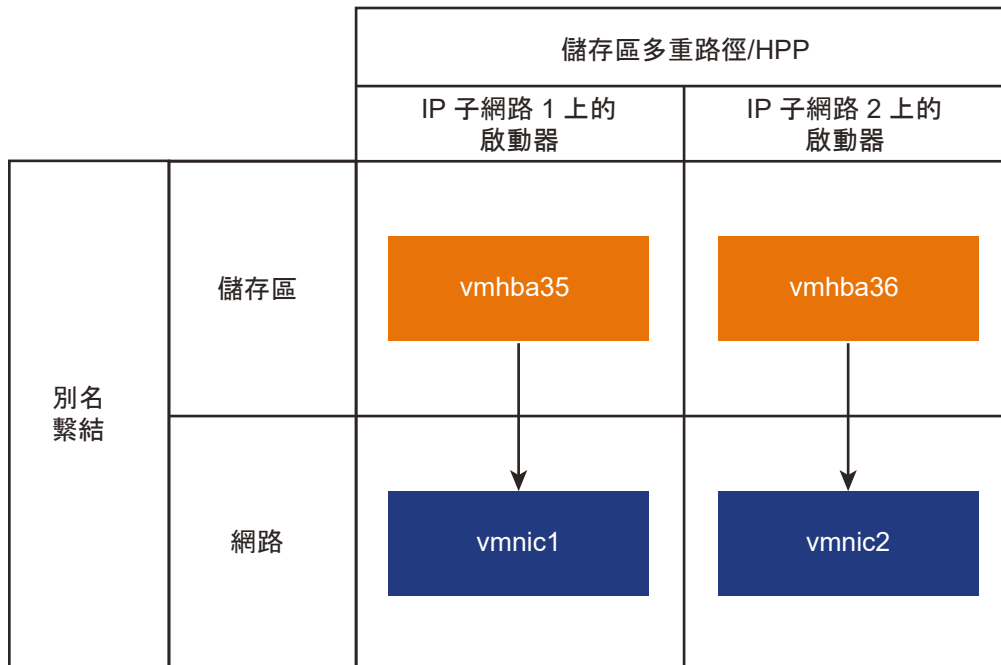 儲存區多重路徑/HPP
IP 子網路 1 上的
啟動器
IP 子網路 2 上的
啟動器
別名
繫結
儲存區
vmhba35
vmhba36
網路
vmnic1
vmnic2